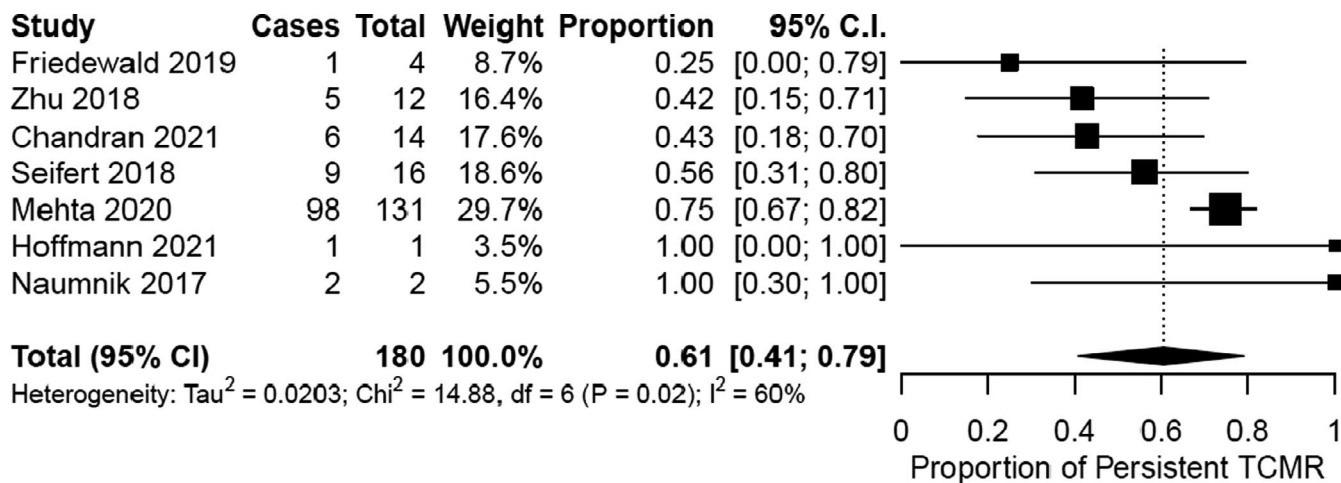 Study Cases Total Weight Proportion 95% C.I.
Friedewald 2019 1 4 8.7% 0.25 [0.00; 0.79]
Zhu 2018 5 12 16.4% 0.42 [0.15; 0.71]
Chandran 2021 6 14 17.6% 0.43 [0.18; 0.70]
Seifert 2018 9 16 18.6% 0.56 [0.31; 0.80]
Mehta 2020 98 131 29.7% 0.75 [0.67; 0.82]
Hoffmann 2021 1 1 3.5% 1.00 [0.00; 1.00]
Naumnik 2017 2 2 5.5% 1.00 [0.30; 1.00]
Total (95% CI) 180 100.0% 0.61 [0.41; 0.79]
Heterogeneity: Tau² = 0.0203; Chi² = 14.88, df = 6 (P = 0.02); I² = 60%
0 0.2 0.4 0.6 0.8 1
Proportion of Persistent TCMR